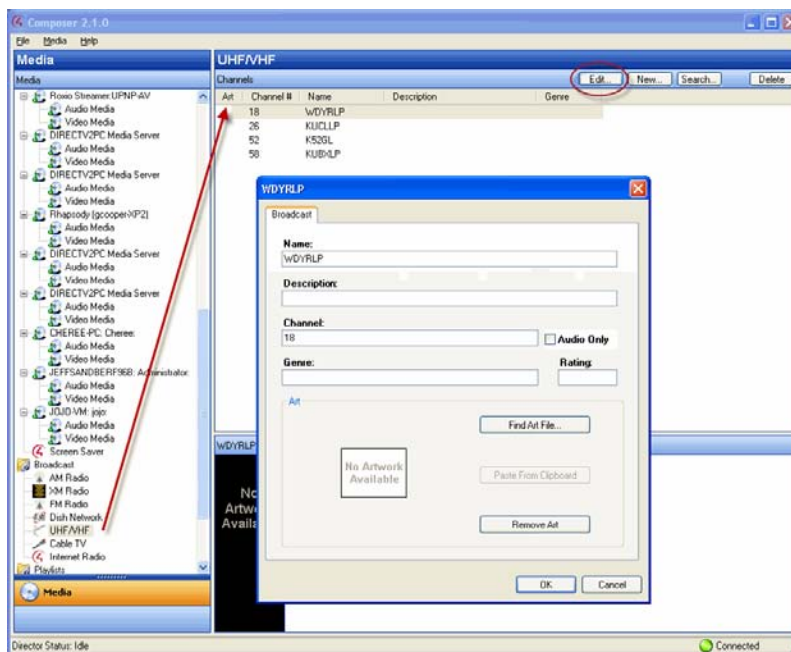 Composer 2.1.0
File Media Help
Media
UHF/VHF
Media
Channels
Edit... New... Search... Delete
Art Channel # Name Description Genre
18 WDYRLP
26 KUCLLP
52 K52GL
58 KUBXLP
Roxio Streamer:UPNP-AV
Audio Media
Video Media
DIRECTV2PC Media Server
Audio Media
Video Media
DIRECTV2PC Media Server
Audio Media
Video Media
Rhapsody (gcooper-XP2)
Audio Media
Video Media
DIRECTV2PC Media Server
Audio Media
Video Media
DIRECTV2PC Media Server
Audio Media
Video Media
CHEREE-PC: Cheree:
Audio Media
Video Media
JEFFSANDBERF96B: Administrator:
Audio Media
Video Media
JOJO-VM: jojo:
Audio Media
Video Media
Screen Saver
Broadcast
AM Radio
XM Radio
FM Radio
Dish Network
UHF/VHF
Cable TV
Internet Radio
Playlists
Media
WDYRLP
Broadcast
Name:
WDYRLP
Description:
Channel:
18
Audio Only
Genre: Rating:
Art
Find Art File...
No Artwork
Available
Paste From Clipboard
Remove Art
OK Cancel
WDYRLP
No
Artw
Availa
Director Status: Idle
Connected